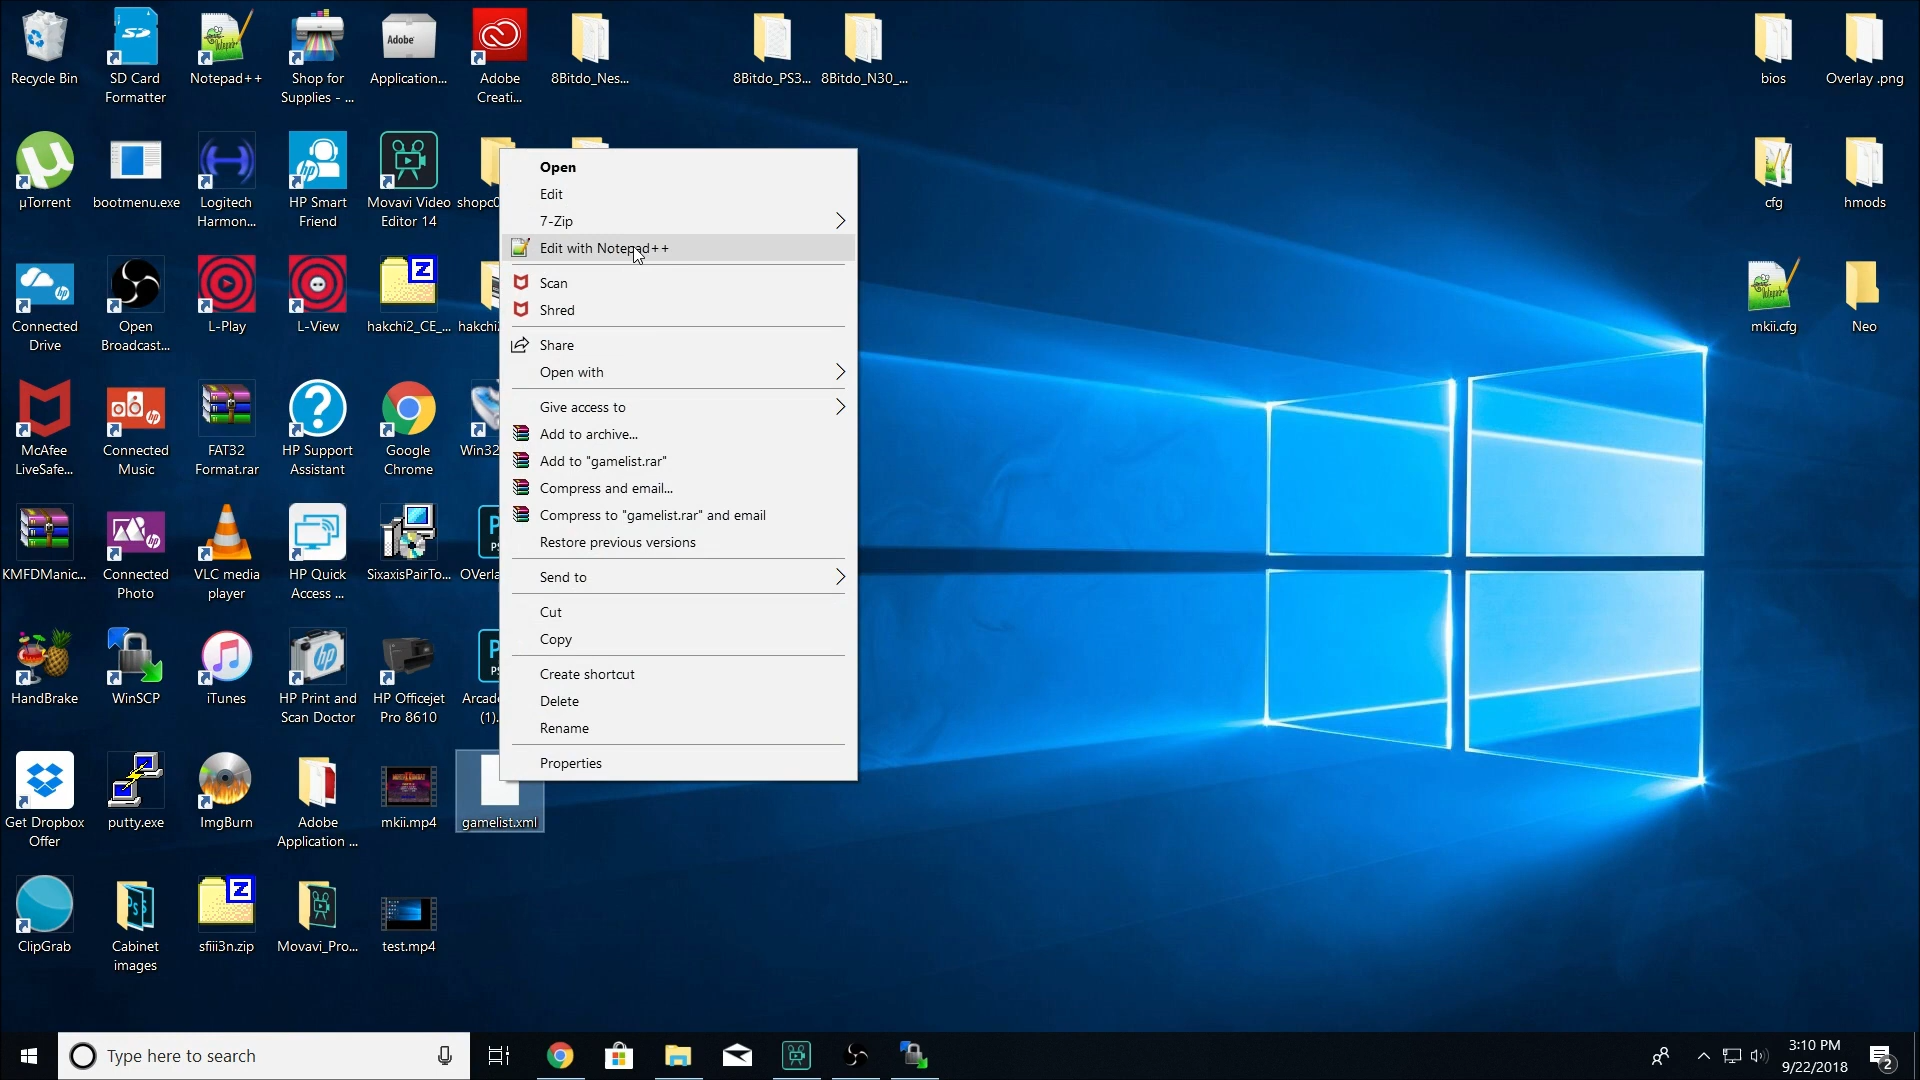 Recycle Bin
SD Card
Formatter
Notepad++
Shop for
Supplies - ...
Adobe
Application...
Adobe
Creati...
8Bitdo_Nes...
8Bitdo_PS3...
8Bitdo_N30_...
bios
Overlay .png
µTorrent
bootmenu.exe
Logitech
Harmon...
HP Smart
Friend
Movavi Video
Editor 14
shopc0
cfg
hmods
Connected
Drive
Open
Broadcast...
L-Play
L-View
hakchi2_CE_...
hakchi
mkii.cfg
Neo
McAfee
LiveSafe...
Connected
Music
FAT32
Format.rar
HP Support
Assistant
Google
Chrome
Win32
KMFDManic...
Connected
Photo
VLC media
player
HP Quick
Access ...
SixaxisPairTo...
OVerla
HandBrake
WinSCP
iTunes
HP Print and
Scan Doctor
HP Officejet
Pro 8610
Arcade
(1).
Get Dropbox
Offer
putty.exe
ImgBurn
Adobe
Application ...
mkii.mp4
gamelist.xml
ClipGrab
Cabinet
images
sfiii3n.zip
Movavi_Pro...
test.mp4
Open
Edit
7-Zip
Edit with Notepad++
Scan
Shred
Share
Open with
Give access to
Add to archive...
Add to "gamelist.rar"
Compress and email...
Compress to "gamelist.rar" and email
Restore previous versions
Send to
Cut
Copy
Create shortcut
Delete
Rename
Properties
Type here to search
3:10 PM
9/22/2018
2